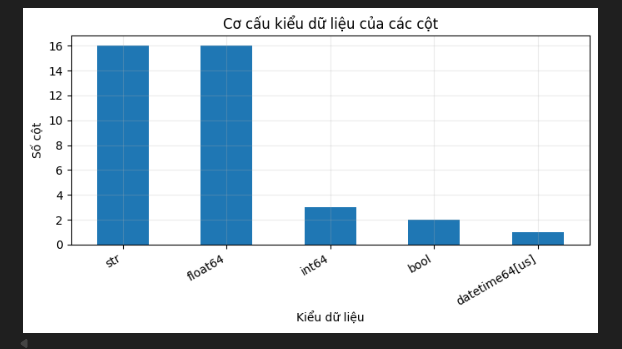 Cơ cấu kiểu dữ liệu của các cột
Số cột
16
14
12
10
8
6
4
2
0
str
float64
int64
bool
datetime64[us]
Kiểu dữ liệu